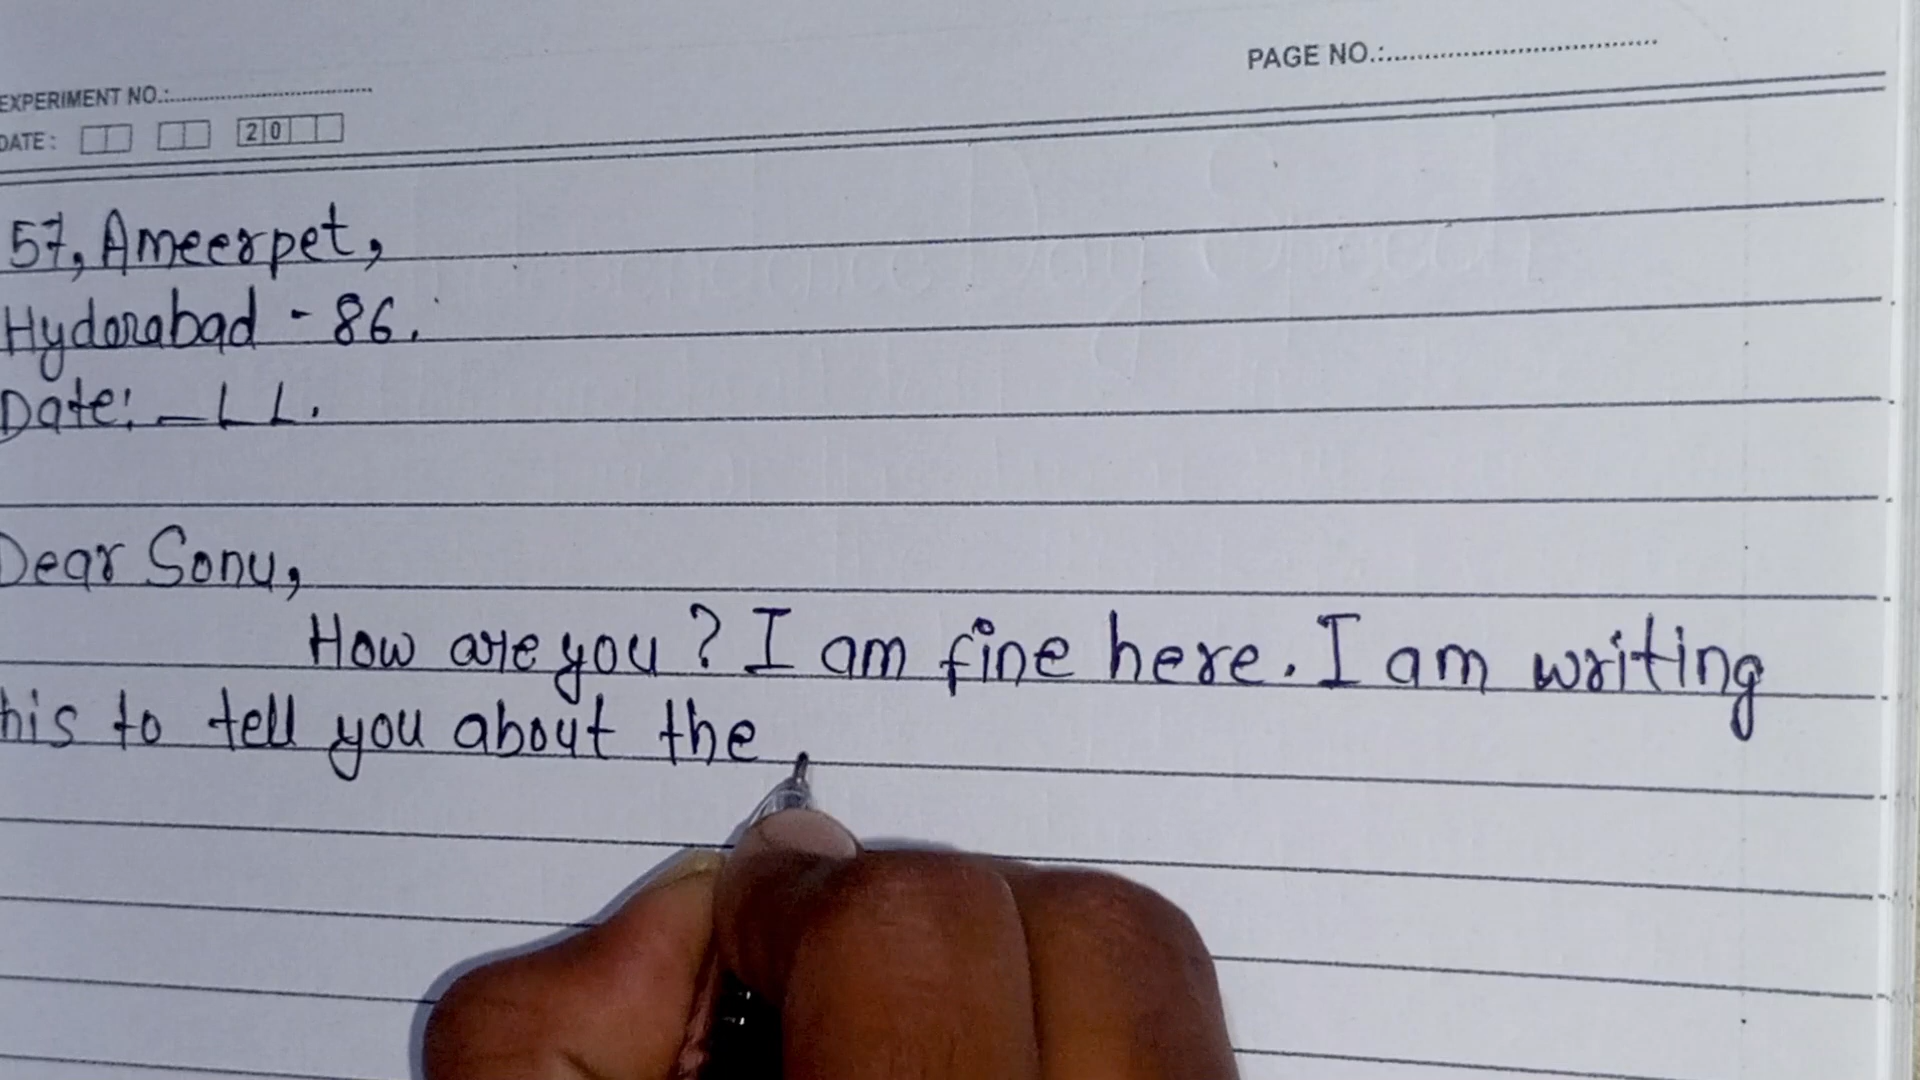 PAGE NO.:
EXPERIMENT NO.:
DATE: 20
57, Ameerpet,
Hyderabad - 86.
Date: _LL.
Dear Sonu,
How are you? I am fine here. I am writing
his to tell you about the